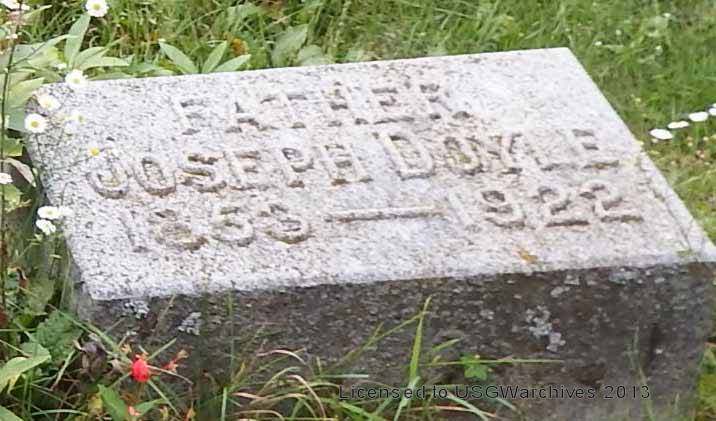 FATHER
JOSEPH DOYLE
1853 — 1922
Licensed to USGWarchives 2013